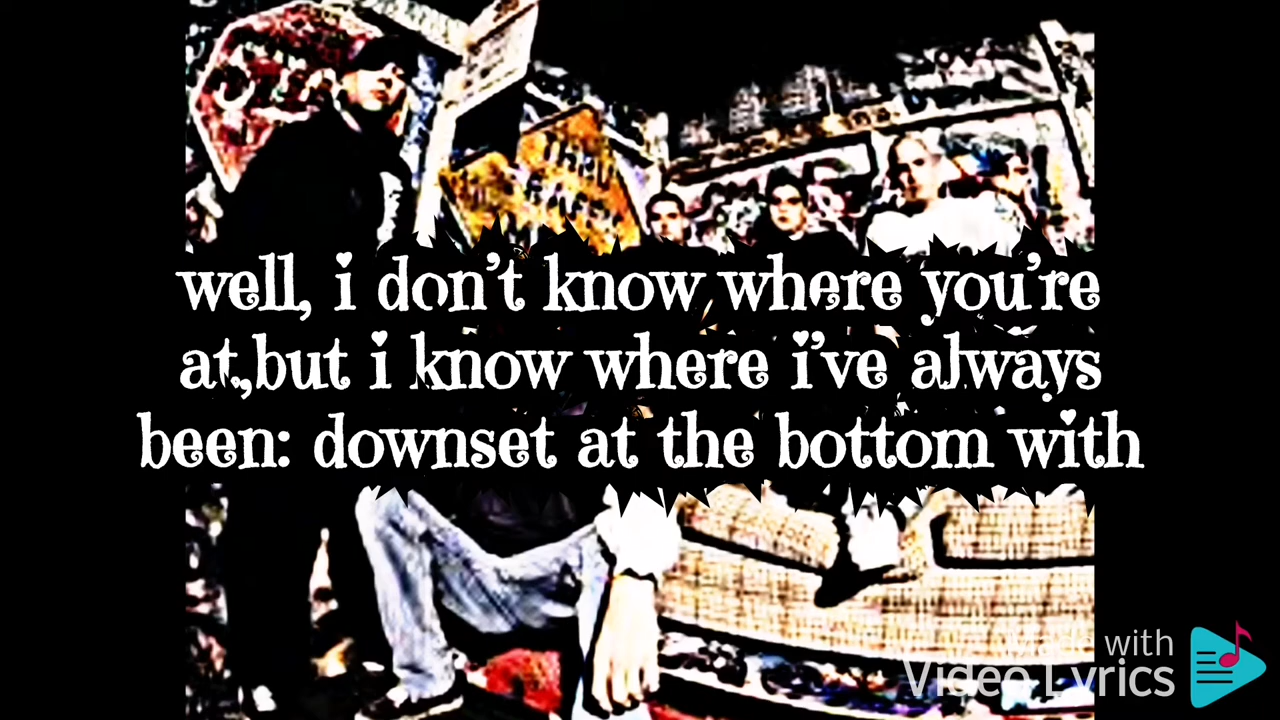 well, i don't know where you're
at,but i know where i've always
been: downset at the bottom with
made with
Video Lyrics